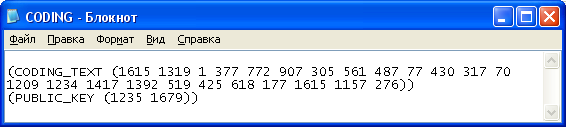 CODING - Блокнот
Файл Правка Формат Вид Справка
(CODING_TEXT (1615 1319 1 377 772 907 305 561 487 77 430 317 70
1209 1234 1417 1392 519 425 618 177 1615 1157 276))
(PUBLIC_KEY (1235 1679))